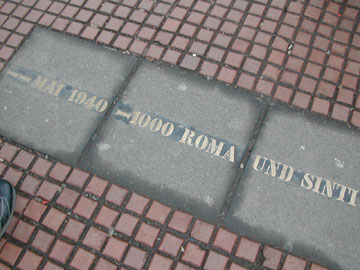 MAI 1940 – 1000 ROMA UND SINTI